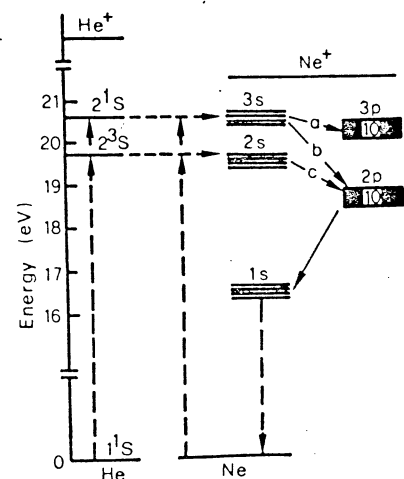 He⁺
Ne⁺
21
20
19
18
17
16
0
Energy (eV)
2¹S
2³S
1¹S
3s
2s
1s
3p
10
2p
10
a
b
c
He
Ne